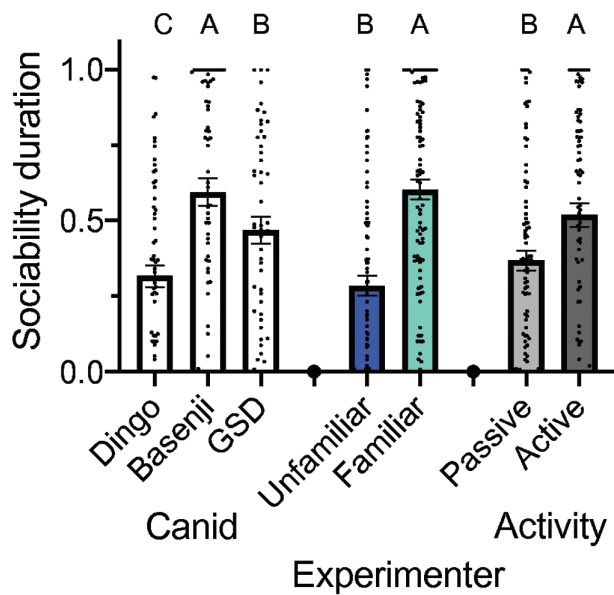 C A B B A B A
Sociability duration
1.0
0.5
0.0
Dingo Basenji GSD Unfamiliar Familiar Passive Active
Canid Activity
Experimenter